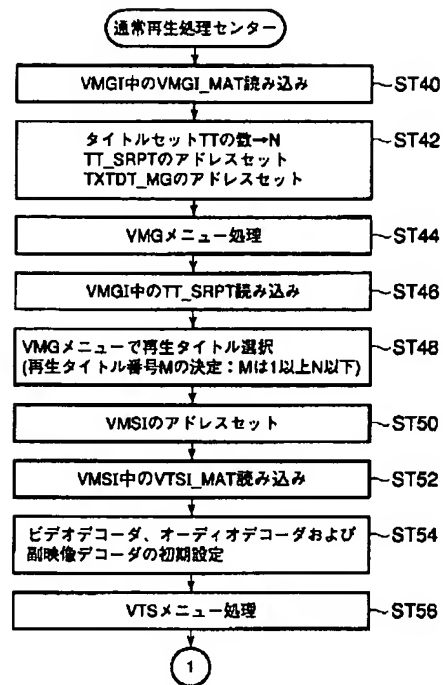 通常再生処理センター
VMGI中のVMGI_MAT読み込み
ST40
タイトルセットTTの数→N
TT_SRPTのアドレスセット
TXTDT_MGのアドレスセット
ST42
VMGメニュー処理
ST44
VMGI中のTT_SRPT読み込み
ST46
VMGメニューで再生タイトル選択
(再生タイトル番号Mの決定：Mは1以上N以下)
ST48
VMSIのアドレスセット
ST50
VMSI中のVTSI_MAT読み込み
ST52
ビデオデコーダ、オーディオデコーダおよび
副映像デコーダの初期設定
ST54
VTSメニュー処理
ST56
1